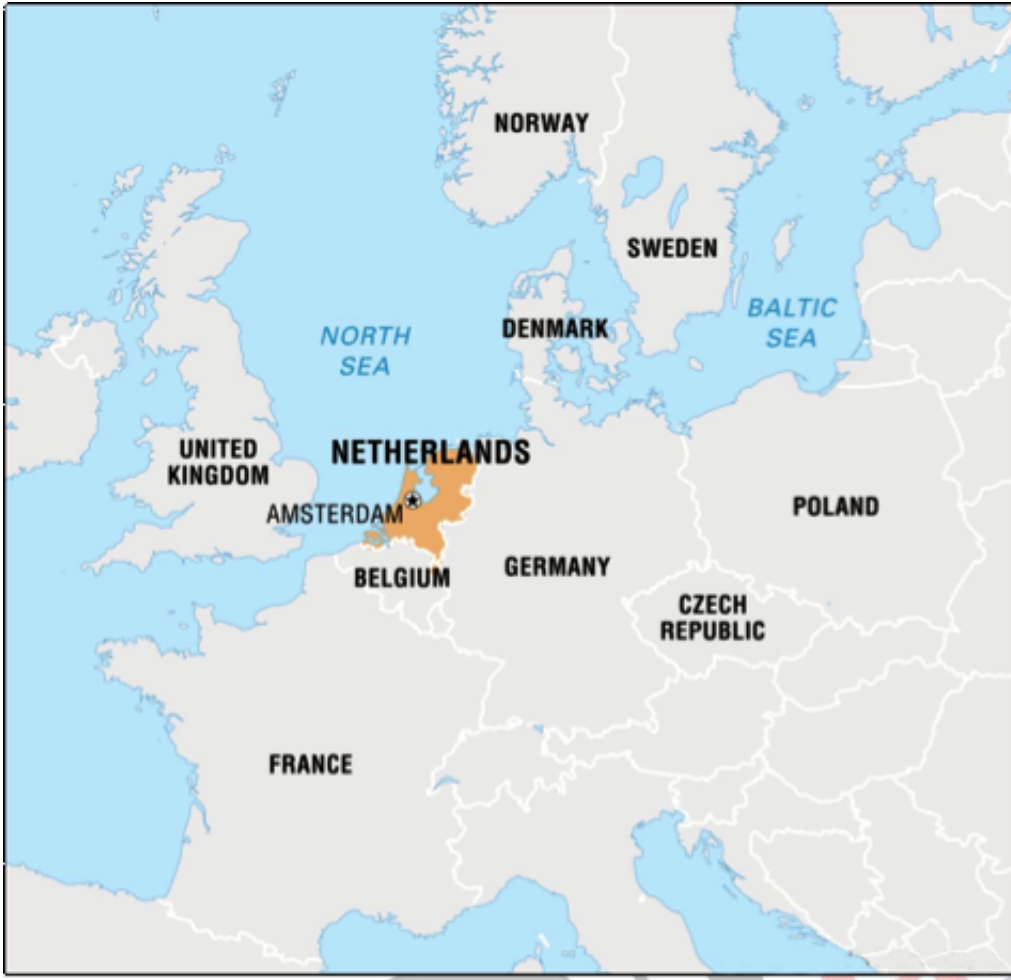 NORWAY
SWEDEN
BALTIC
SEA
DENMARK
NORTH
SEA
UNITED
KINGDOM
NETHERLANDS
AMSTERDAM
POLAND
BELGIUM
GERMANY
CZECH
REPUBLIC
FRANCE